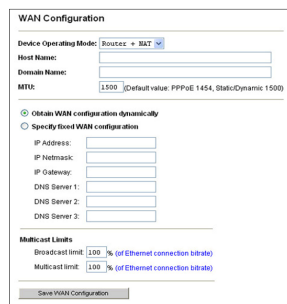 WAN Configuration
Device Operating Mode: Router + NAT
Host Name:
Domain Name:
MTU: 1500 (Default value: PPPoE 1454, Static/Dynamic 1500)
Obtain WAN configuration dynamically
Specify fixed WAN configuration
IP Address:
IP Netmask:
IP Gateway:
DNS Server 1:
DNS Server 2:
DNS Server 3:
Multicast Limits
Broadcast limit: 100 % (of Ethernet connection bitrate)
Multicast limit: 100 % (of Ethernet connection bitrate)
Save WAN Configuration